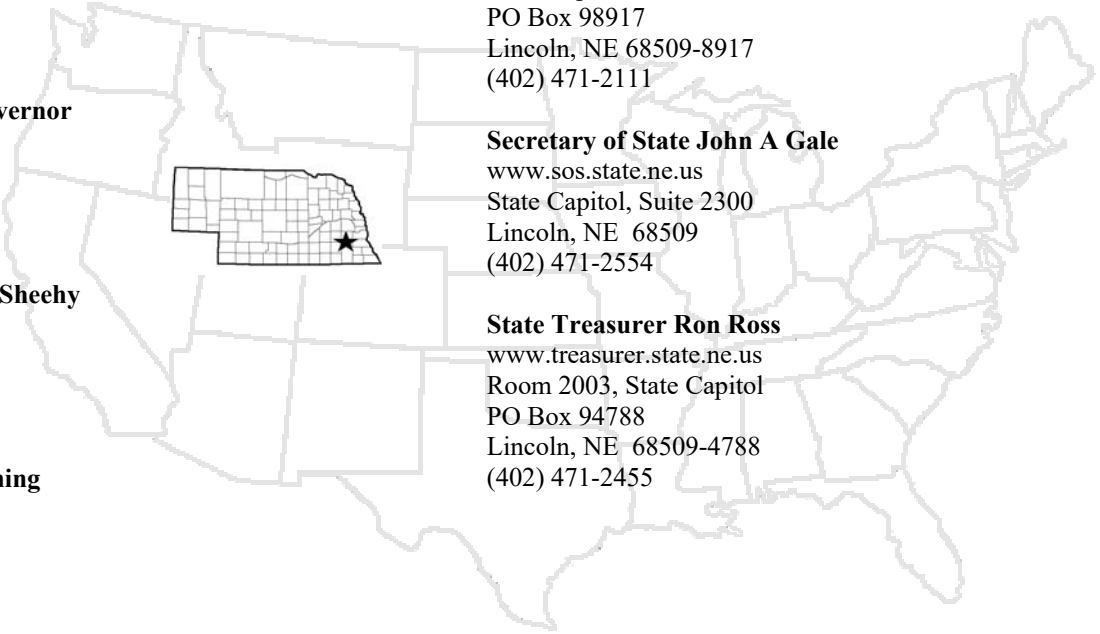 vernor
Sheehy
ning
PO Box 98917
Lincoln, NE 68509-8917
(402) 471-2111
Secretary of State John A Gale
www.sos.state.ne.us
State Capitol, Suite 2300
Lincoln, NE  68509
(402) 471-2554
State Treasurer Ron Ross
www.treasurer.state.ne.us
Room 2003, State Capitol
PO Box 94788
Lincoln, NE  68509-4788
(402) 471-2455